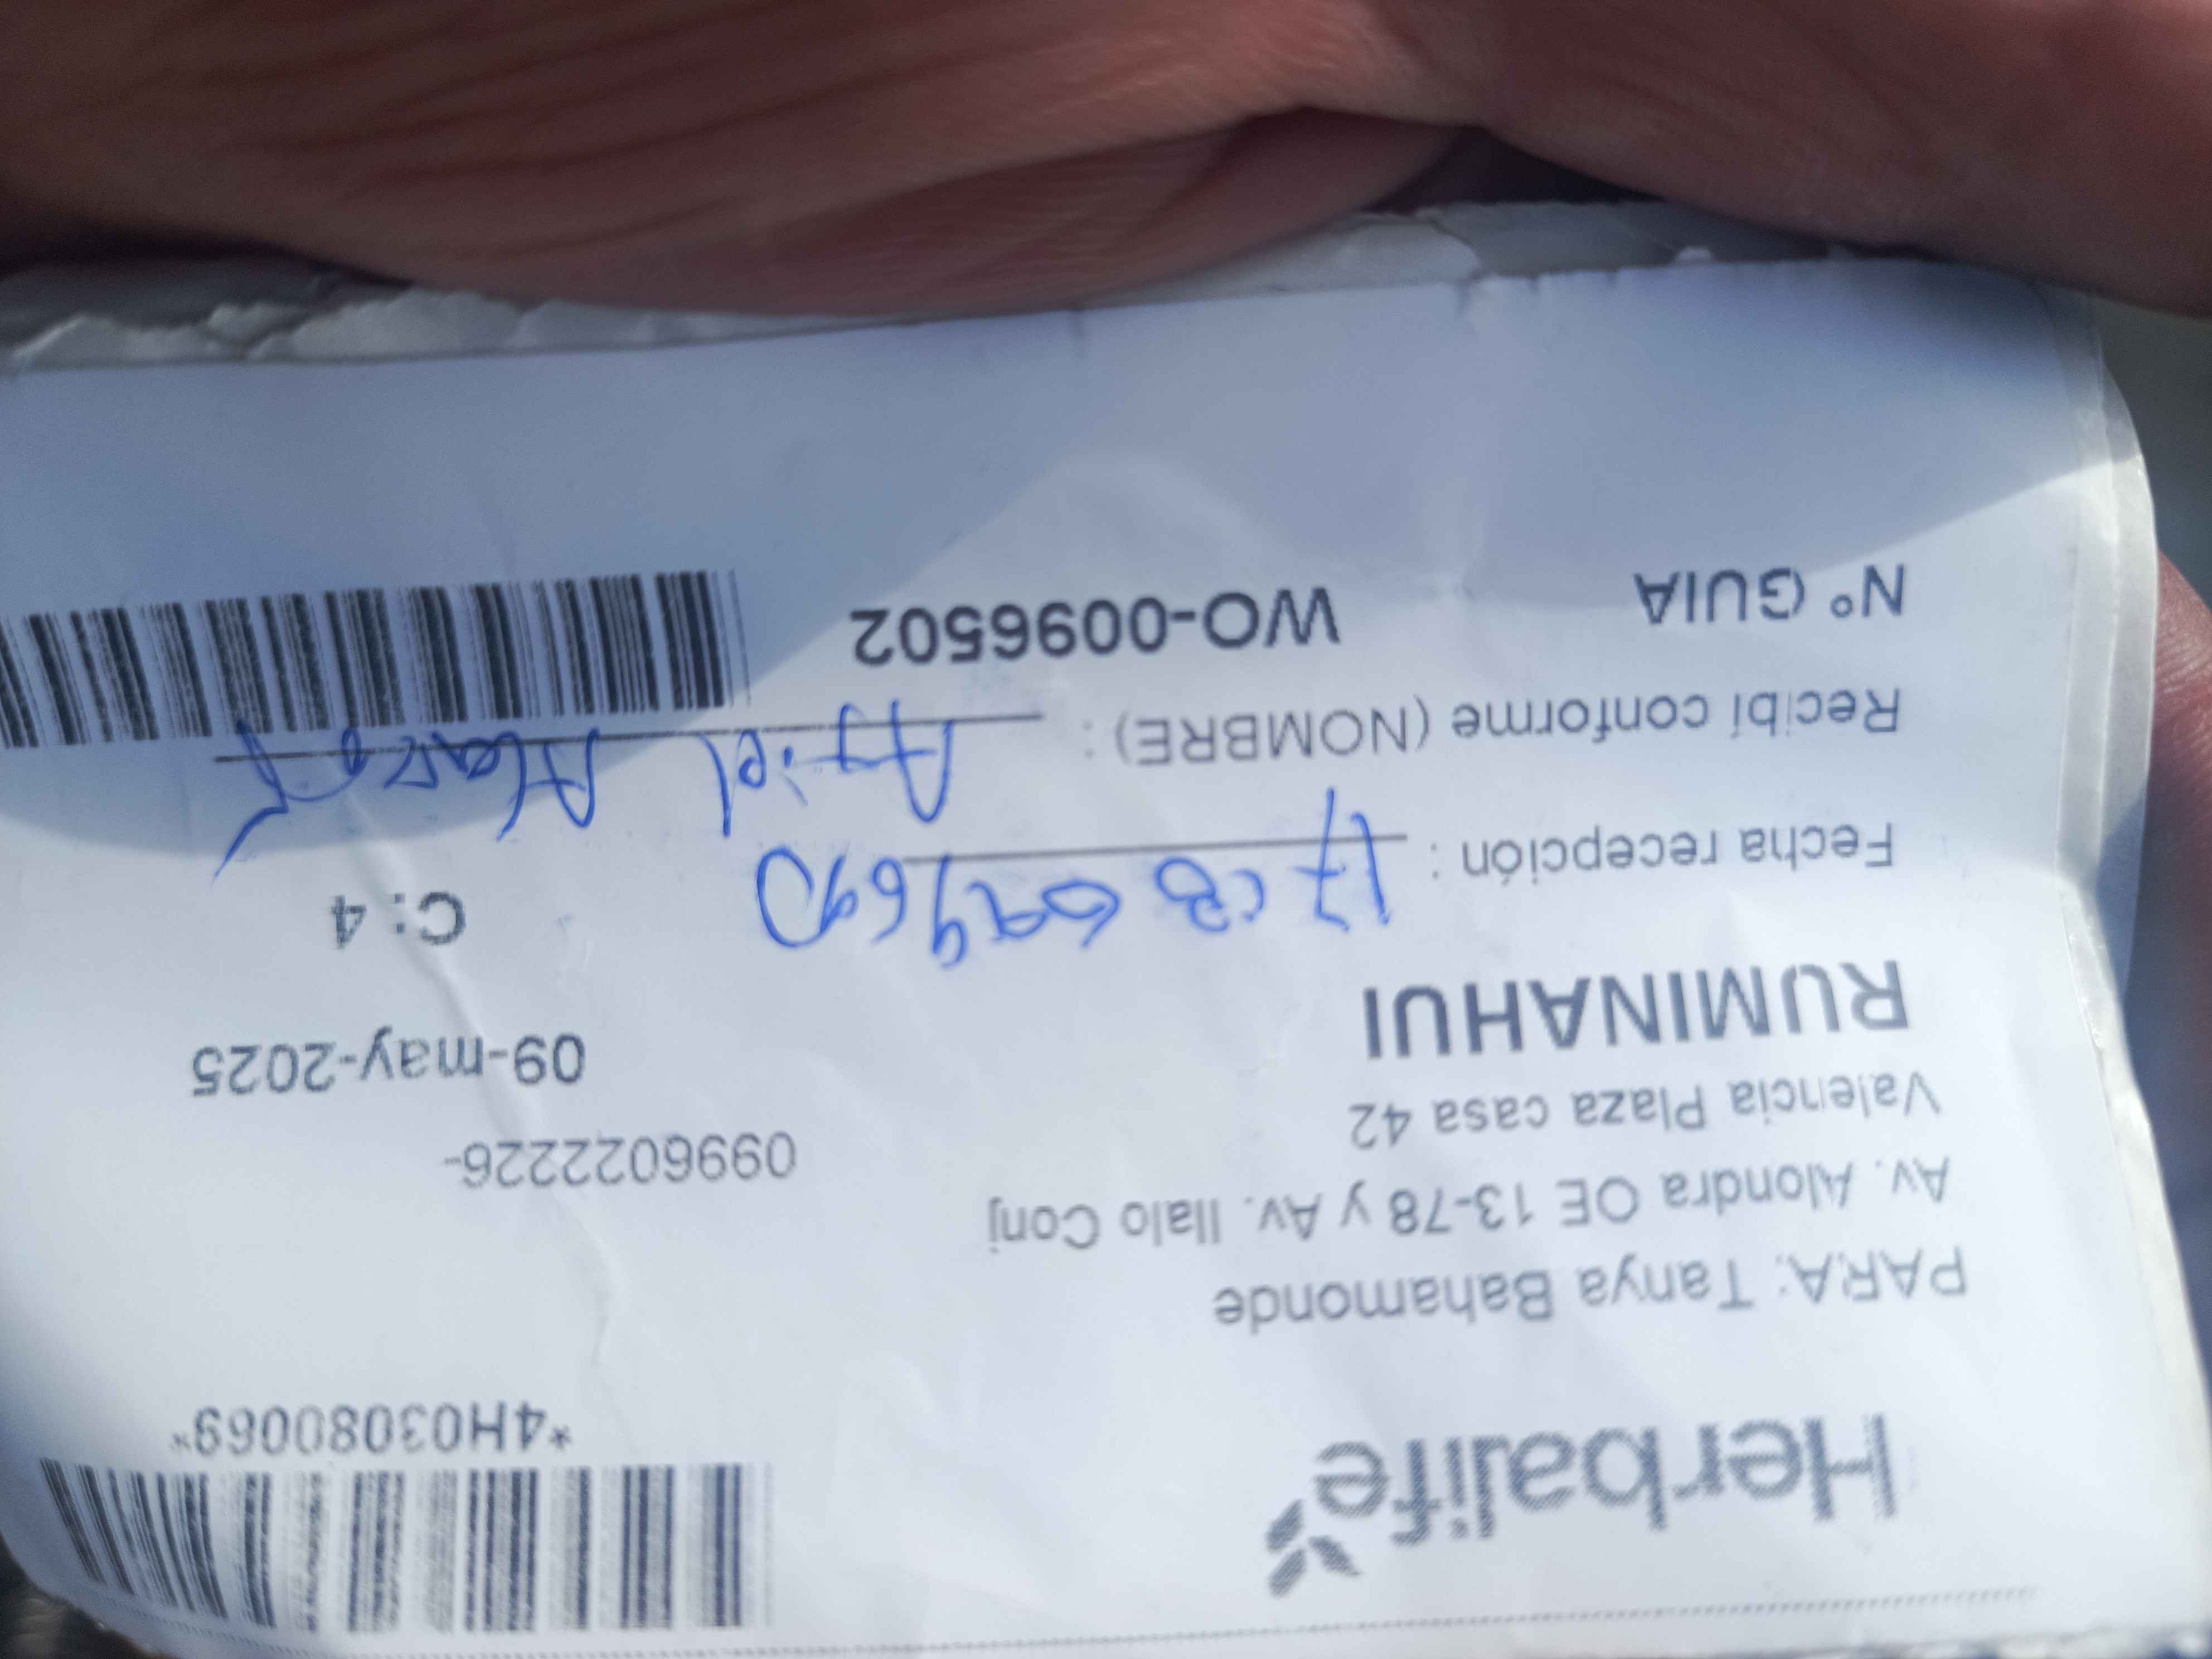 Herbalife
*4H03080069*
PARA: Tanya Bahamonde
Av. Alondra OE 13-78 y Av. Ilalo Conj
Valencia Plaza casa 42
0996022226-
RUMINAHUI
09-may-2025
C: 4
Fecha recepción :
Recibí conforme (NOMBRE) : Ariel
N° GUIA WO-0096502